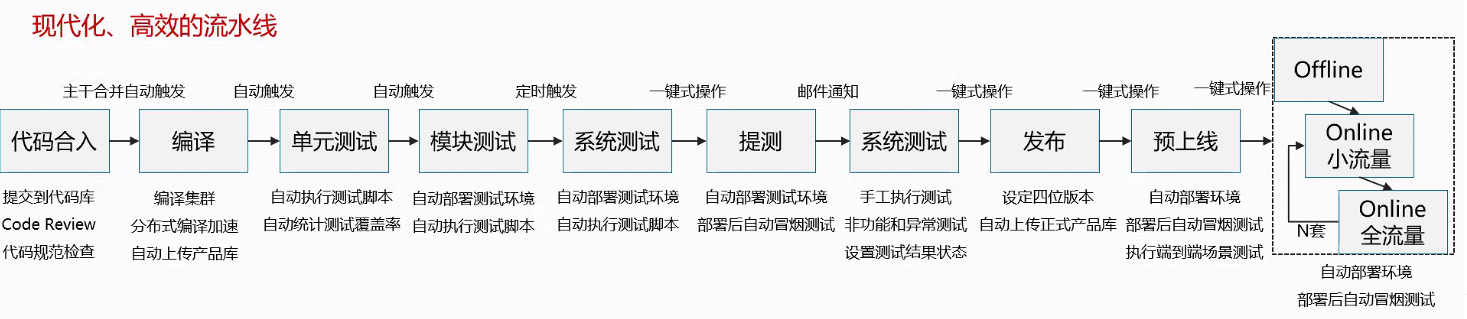 现代化、高效的流水线
主干合并自动触发
自动触发
自动触发
定时触发
一键式操作
邮件通知
一键式操作
一键式操作
一键式操作
代码合入
编译
单元测试
模块测试
系统测试
提测
系统测试
发布
预上线
Offline
Online
小流量
Online
全流量
N套
提交到代码库
Code Review
代码规范检查
编译集群
分布式编译加速
自动上传产品库
自动执行测试脚本
自动统计测试覆盖率
自动部署测试环境
自动执行测试脚本
自动部署测试环境
自动执行测试脚本
自动部署测试环境
部署后自动冒烟测试
手工执行测试
非功能和异常测试
设置测试结果状态
设定四位版本
自动上传正式产品库
自动部署环境
部署后自动冒烟测试
执行端到端场景测试
自动部署环境
部署后自动冒烟测试